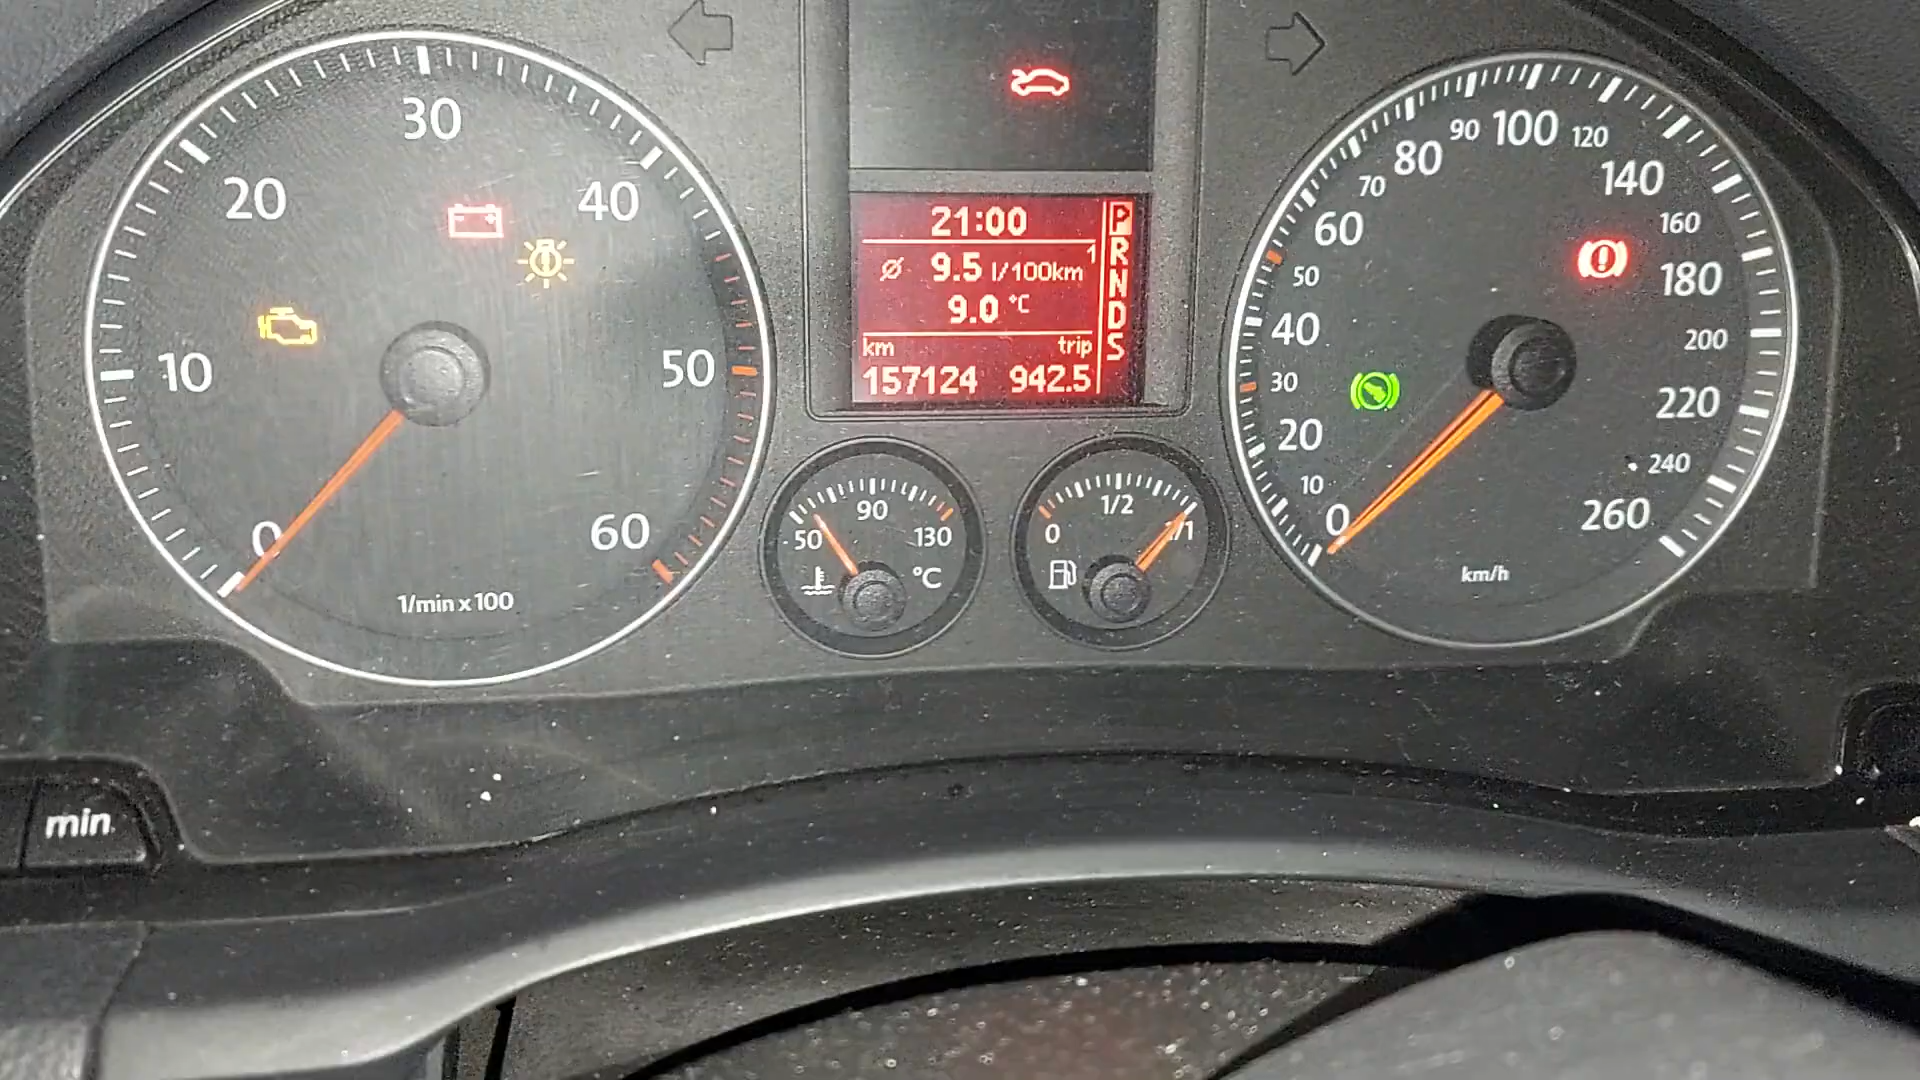 10
20
30
40
50
60
0
1/min x 100
21:00
Ø 9.5 l/100km 1
9.0 °C
km trip
157124 942.5
P
R
N
D
S
50 90 130
°C
0 1/2 1/1
0
10
20
30
40
50
60
70
80
90
100
120
140
160
180
200
220
240
260
km/h
min